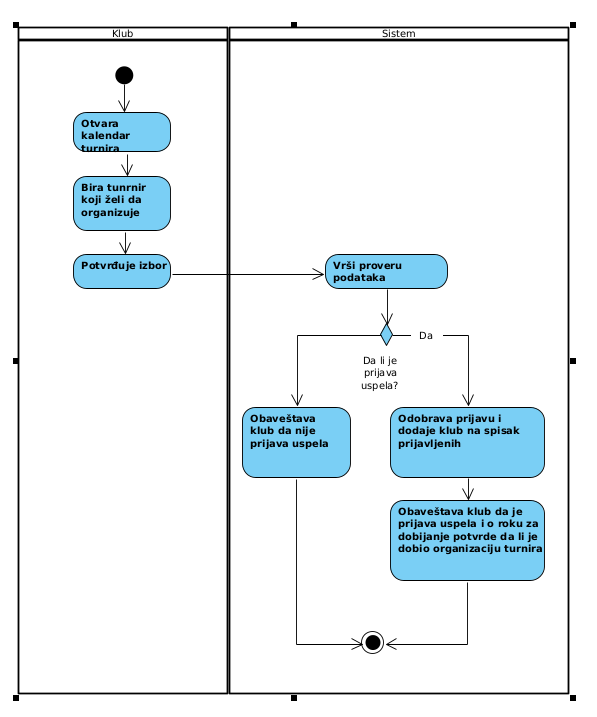 Klub
Sistem
Otvara
kalendar
turnira
Bira tunrnir
koji želi da
organizuje
Potvrđuje izbor
Vrši proveru
podataka
Da
Da li je
prijava
uspela?
Obaveštava
klub da nije
prijava uspela
Odobrava prijavu i
dodaje klub na spisak
prijavljenih
Obaveštava klub da je
prijava uspela i o roku za
dobijanje potvrde da li je
dobio organizaciju turnira